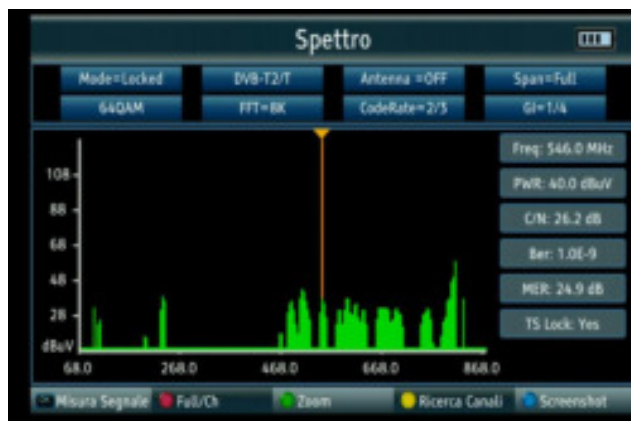 Spettro
Mode=Locked DVB-T2/T Antenna =OFF Span=Full
64QAM FFT=8K CodeRate=2/3 GI=1/4
Freq: 546.0 MHz
PWR: 40.0 dBuV
C/N: 26.2 dB
Ber: 1.0E-9
MER: 24.9 dB
TS Lock: Yes
108
88
68
48
28
dBuV
68.0 268.0 468.0 668.0 868.0
Misura Segnale Full/Ch Zoom Ricerca Canali Screenshot